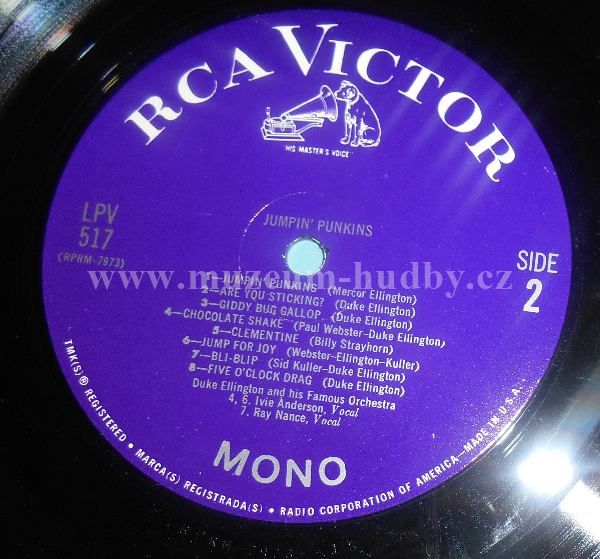 RCA VICTOR
"HIS MASTER'S VOICE"
JUMPIN' PUNKINS
LPV
517
(RPRM-7973)
SIDE
2
www.muzeum-hudby.cz
1—JUMPIN' PUNKINS (Mercer Ellington)
2—ARE YOU STICKING? (Duke Ellington)
3—GIDDY BUG GALLOP (Duke Ellington)
4—CHOCOLATE SHAKE (Paul Webster-Duke Ellington)
5—CLEMENTINE (Billy Strayhorn)
6—JUMP FOR JOY (Webster-Ellington-Kuller)
7—BLI-BLIP (Sid Kuller-Duke Ellington)
8—FIVE O'CLOCK DRAG (Duke Ellington)
Duke Ellington and his Famous Orchestra
4, 6. Ivie Anderson, Vocal
7. Ray Nance, Vocal
MONO
TMK(S) ® REGISTERED • MARCA(S) REGISTRADA(S) • RADIO CORPORATION OF AMERICA—MADE IN U.S.A.